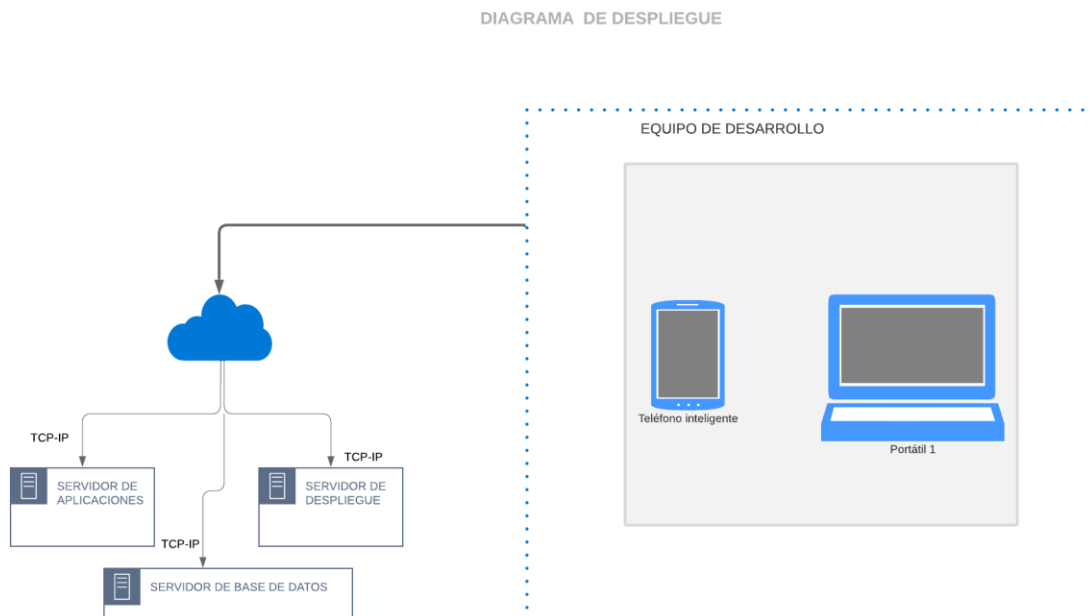 DIAGRAMA  DE DESPLIEGUE
EQUIPO DE DESARROLLO
Teléfono inteligente
Portátil 1
TCP-IP
SERVIDOR DE
APLICACIONES
TCP-IP
SERVIDOR DE
DESPLIEGUE
TCP-IP
SERVIDOR DE BASE DE DATOS